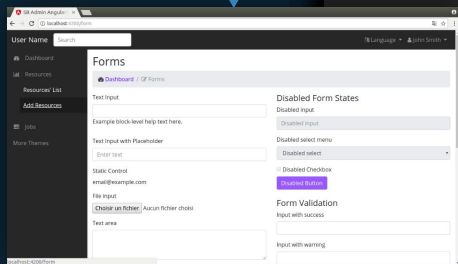 SB Admin Angular
localhost:4200/form
User Name
Search
Language
John Smith
Dashboard
Resources
Resources' List
Add Resources
Jobs
More Themes
Forms
Dashboard / Forms
Text Input
Example block-level help text here.
Text Input with Placeholder
Enter text
Static Control
email@example.com
File input
Choisir un fichier Aucun fichier choisi
Text area
Disabled Form States
Disabled input
Disabled input
Disabled select menu
Disabled select
Disabled Checkbox
Disabled Button
Form Validation
Input with success
Input with warning
localhost:4200/form